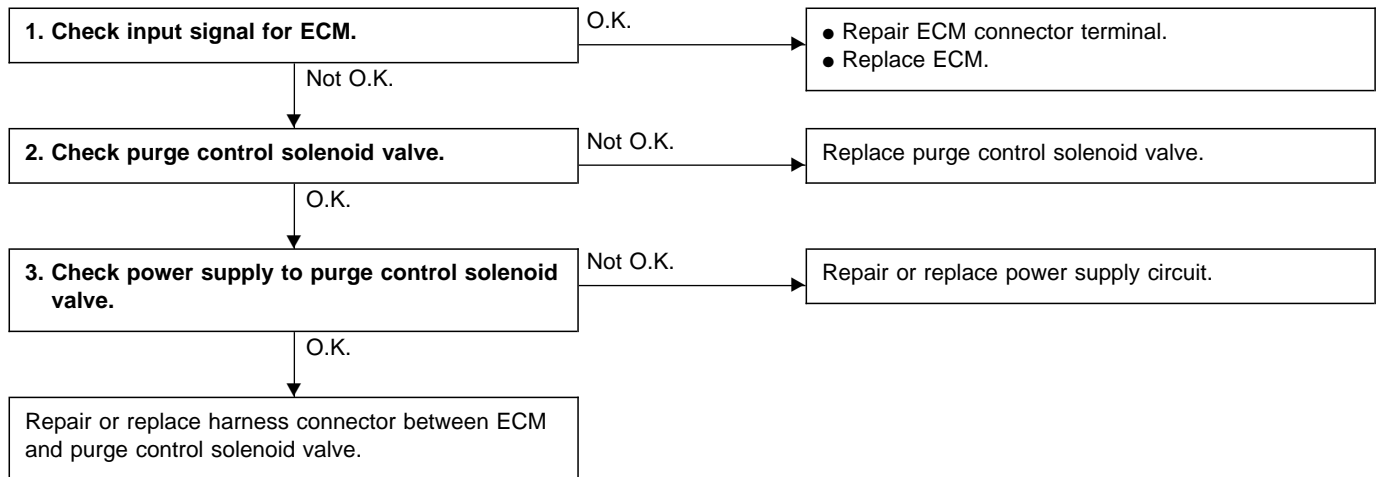 1. Check input signal for ECM.
O.K.
● Repair ECM connector terminal.
● Replace ECM.
Not O.K.
2. Check purge control solenoid valve.
Not O.K.
Replace purge control solenoid valve.
O.K.
3. Check power supply to purge control solenoid
valve.
Not O.K.
Repair or replace power supply circuit.
O.K.
Repair or replace harness connector between ECM
and purge control solenoid valve.